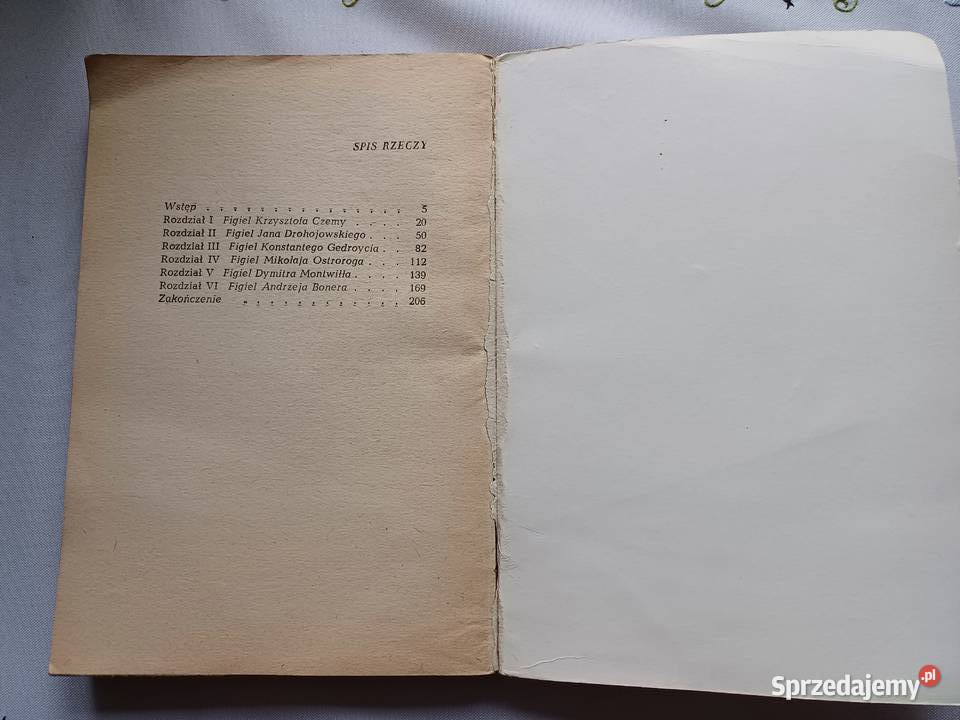 SPIS RZECZY
Wstęp . . . . . . . . . . . . . . . 5
Rozdział I Figiel Krzysztofa Czemy . . . . 20
Rozdział II Figiel Jana Drohojowskiego . . . 50
Rozdział III Figiel Konstantego Gedroycia . . 82
Rozdział IV Figiel Mikołaja Ostroroga . . . 112
Rozdział V Figiel Dymitra Montwiłła . . . . 139
Rozdział VI Figiel Andrzeja Bonera . . . . 169
Zakończenie . . . . . . . . . . . . 206
Sprzedajemy.pl